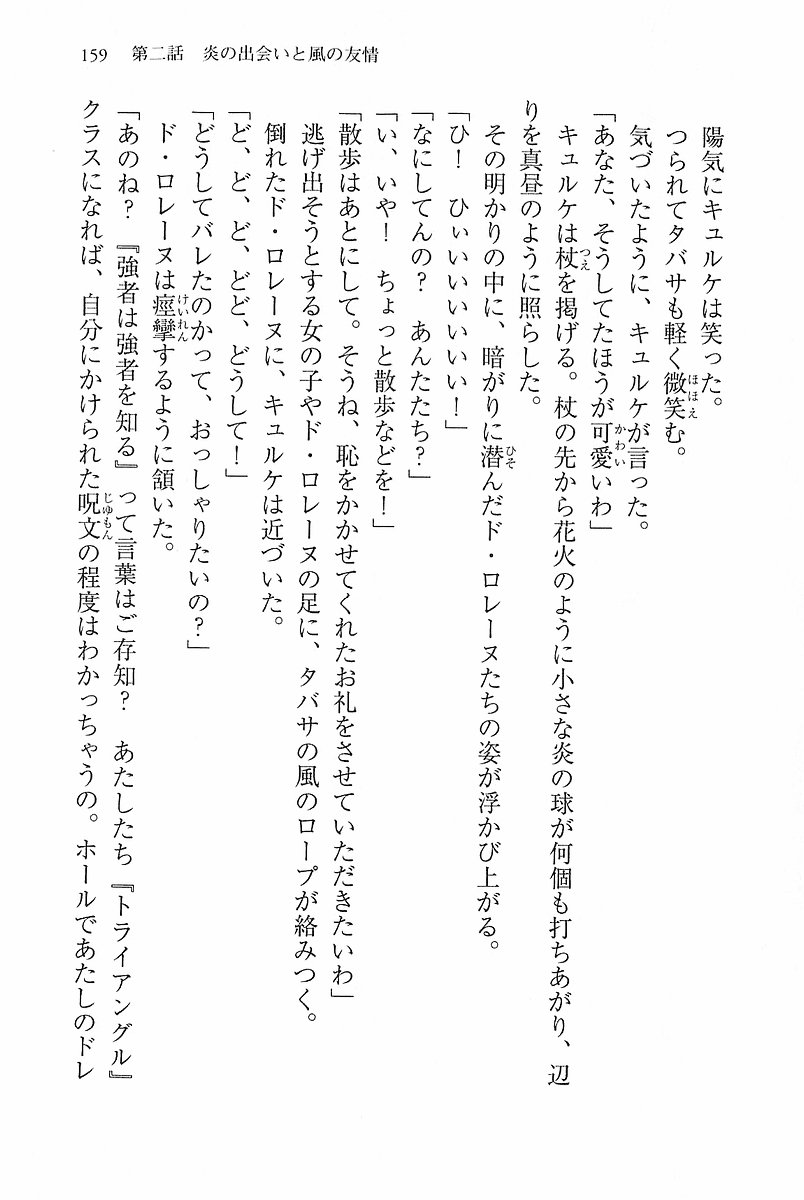 159　第二話　炎の出会いと風の友情
陽気にキュルケは笑った。
つられてタバサも軽く微笑む。
気づいたように、キュルケが言った。
「あなた、そうしてたほうが可愛いわ」
キュルケは杖を掲げる。杖の先から花火のように小さな炎の球が何個も打ちあがり、辺
りを真昼のように照らした。
その明かりの中に、暗がりに潜んだド・ロレーヌたちの姿が浮かび上がる。
「ひ！　ひぃいいいいいい！」
「なにしてんの？　あんたたち？」
「い、いや！　ちょっと散歩などを！」
「散歩はあとにして。そうね、恥をかかせてくれたお礼をさせていただきたいわ」
逃げ出そうとする女の子やド・ロレーヌの足に、タバサの風のロープが絡みつく。
倒れたド・ロレーヌに、キュルケは近づいた。
「ど、ど、ど、どど、どうして！」
「どうしてバレたのかって、おっしゃりたいの？」
ド・ロレーヌは痙攣するように頷いた。
「あのね？　『強者は強者を知る』って言葉はご存知？　あたしたち『トライアングル』
クラスになれば、自分にかけられた呪文の程度はわかっちゃうの。ホールであたしのドレ